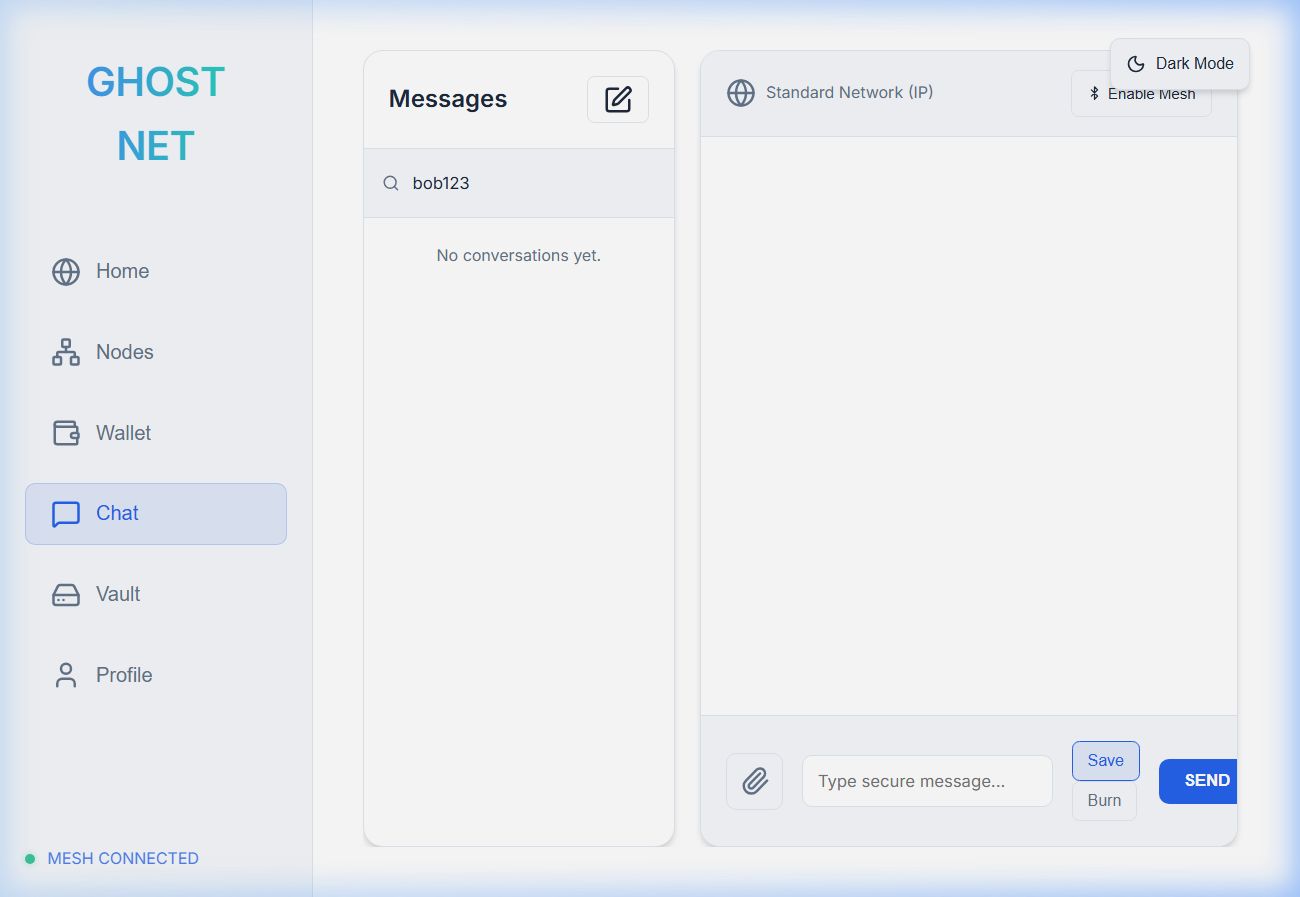 GHOST
NET
Home
Nodes
Wallet
Chat
Vault
Profile
MESH CONNECTED
Messages
bob123
No conversations yet.
Standard Network (IP)
Dark Mode
Enable Mesh
Type secure message...
Save
Burn
SEND